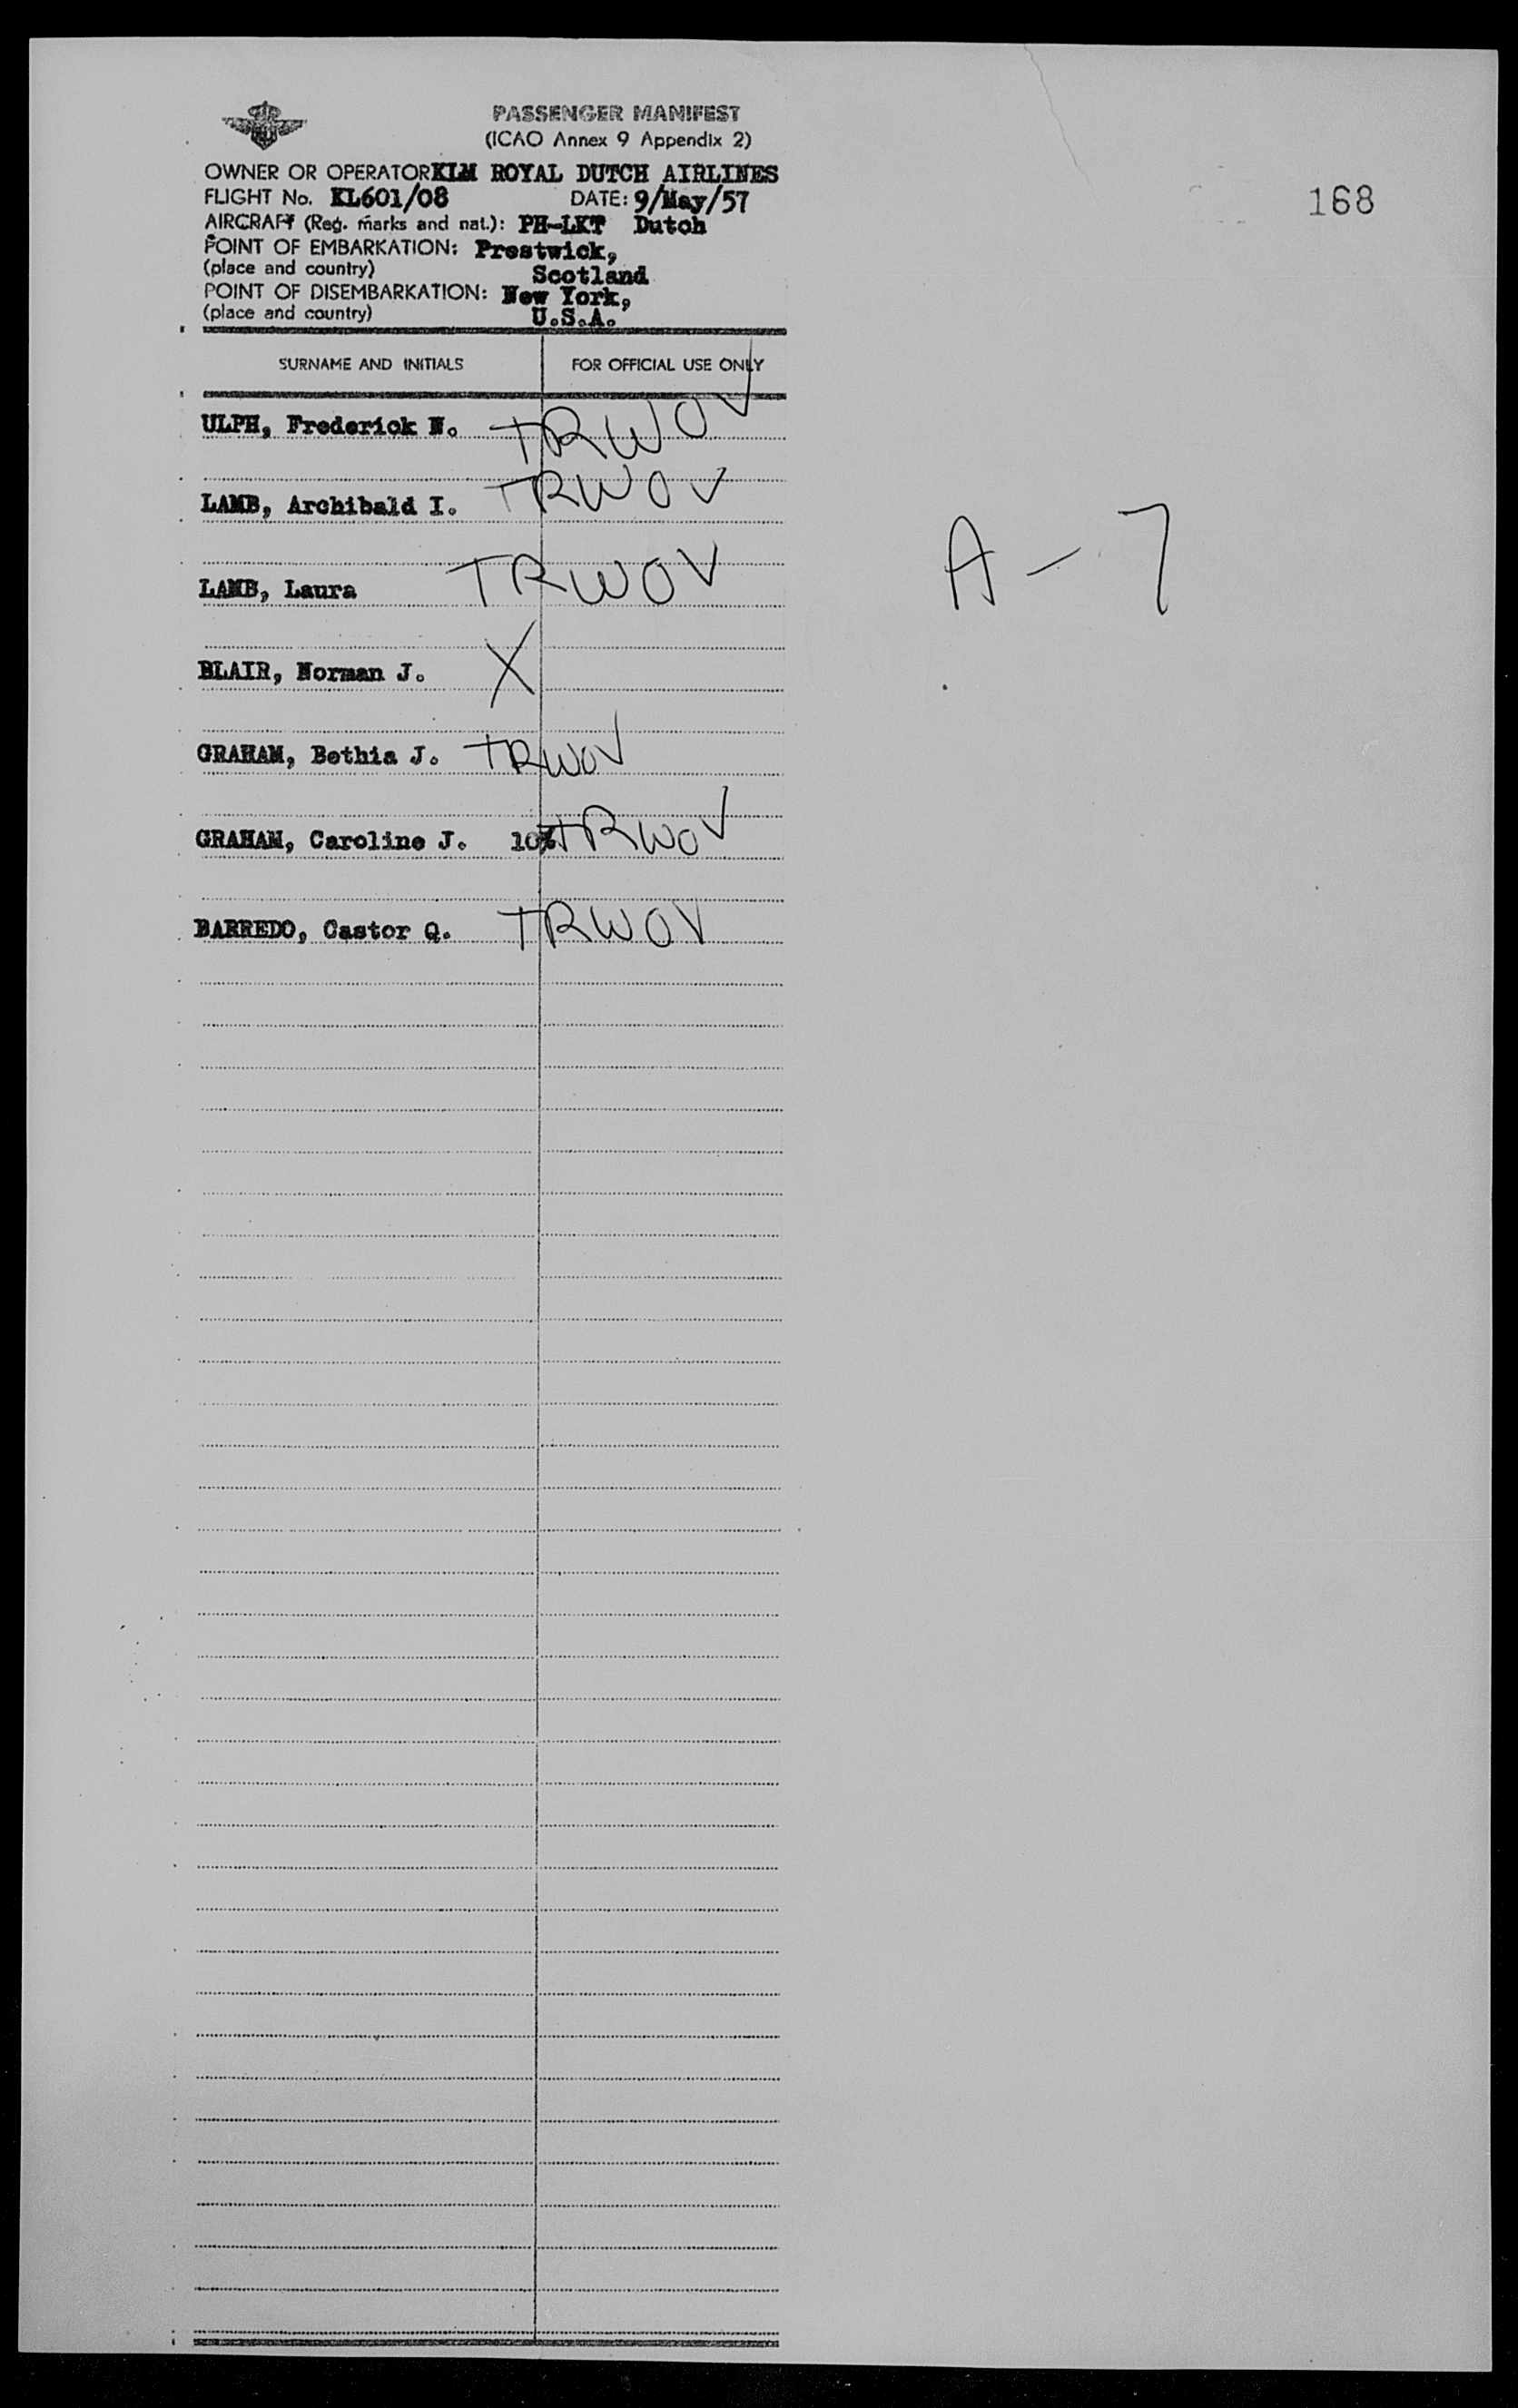 PASSENGER MANIFEST
(ICAO Annex 9 Appendix 2)
168
OWNER OR OPERATOR KLM ROYAL DUTCH AIRLINES
FLIGHT No. KL601/08 DATE: 9/May/57
AIRCRAFT (Reg. marks and nat.): PH-LKT Dutch
POINT OF EMBARKATION: Prestwick,
(place and country) Scotland
POINT OF DISEMBARKATION: New York,
(place and country) U.S.A.
SURNAME AND INITIALS FOR OFFICIAL USE ONLY
ULPH, Frederick N. TRWOV
LAMB, Archibald I. TRWOV
A-7
LAMB, Laura TRWOV
BLAIR, Norman J. X
GRAHAM, Bethia J. TRWOV
GRAHAM, Caroline J. 10% TRWOV
BARREDO, Castor Q. TRWOV